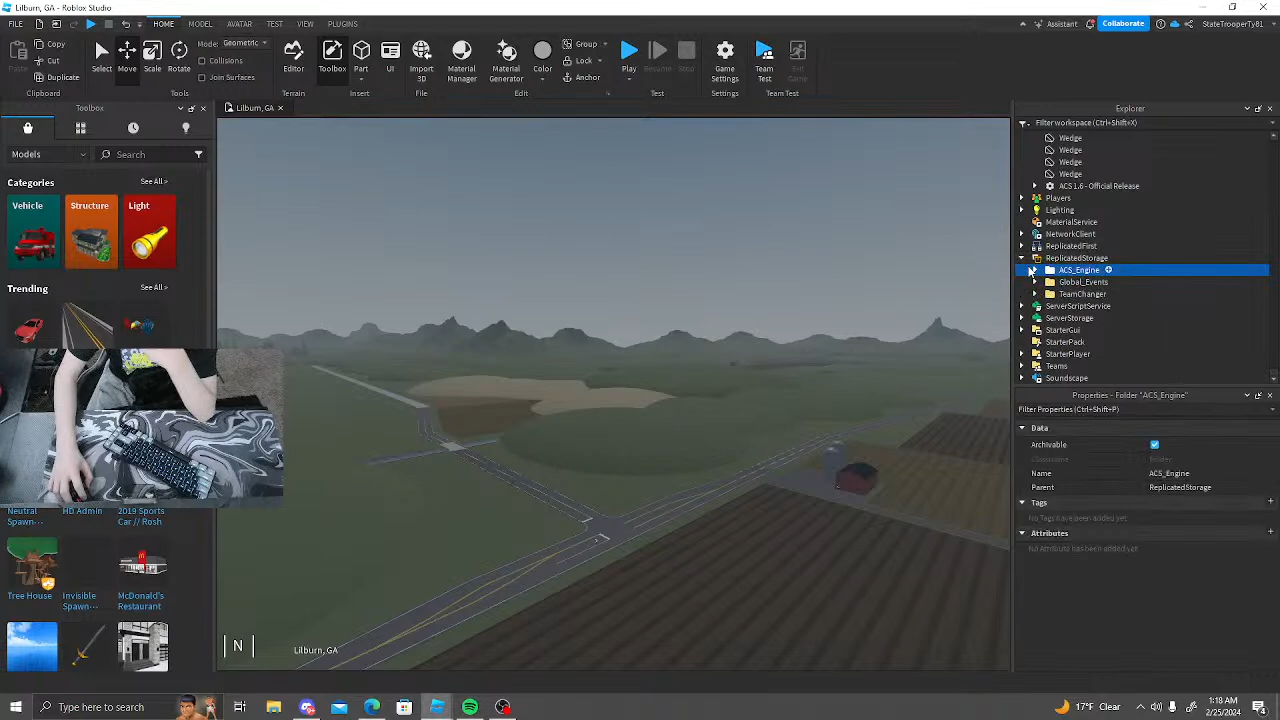 Lilburn, GA - Roblox Studio
FILE
HOME
MODEL
AVATAR
TEST
VIEW
PLUGINS
Assistant
Collaborate
StateTrooperTy81
Paste
Copy
Cut
Duplicate
Clipboard
Select
Move
Scale
Rotate
Mode: Geometric
Collisions
Join Surfaces
Tools
Editor
Terrain
Toolbox
Part
UI
Insert
Import
3D
File
Material
Manager
Material
Generator
Color
Group
Lock
Anchor
Edit
Play
Resume
Stop
Test
Game
Settings
Settings
Team
Test
Exit
Game
Team Test
Toolbox
Lilburn, GA
Explorer
Models
Search
Categories
See All >
Vehicle
Structure
Light
Trending
See All >
Neutral
Spawn···
HD Admin
2019 Sports
Car // Rosh
Tree House
Invisible
Spawn···
McDonald's
Restaurant
N
Lilburn, GA
Filter workspace (Ctrl+Shift+X)
Wedge
Wedge
Wedge
Wedge
ACS 1.6 - Official Release
Players
Lighting
MaterialService
NetworkClient
ReplicatedFirst
ReplicatedStorage
ACS_Engine
Global_Events
TeamChanger
ServerScriptService
ServerStorage
StarterGui
StarterPack
StarterPlayer
Teams
Soundscape
Properties - Folder "ACS_Engine"
Filter Properties (Ctrl+Shift+P)
Data
Archivable
ClassName
Folder
Name
ACS_Engine
Parent
ReplicatedStorage
Tags
No Tags have been added yet
Attributes
No Attribute has been added yet
Type here to search
17°F Clear
1:18 AM
2/25/2024